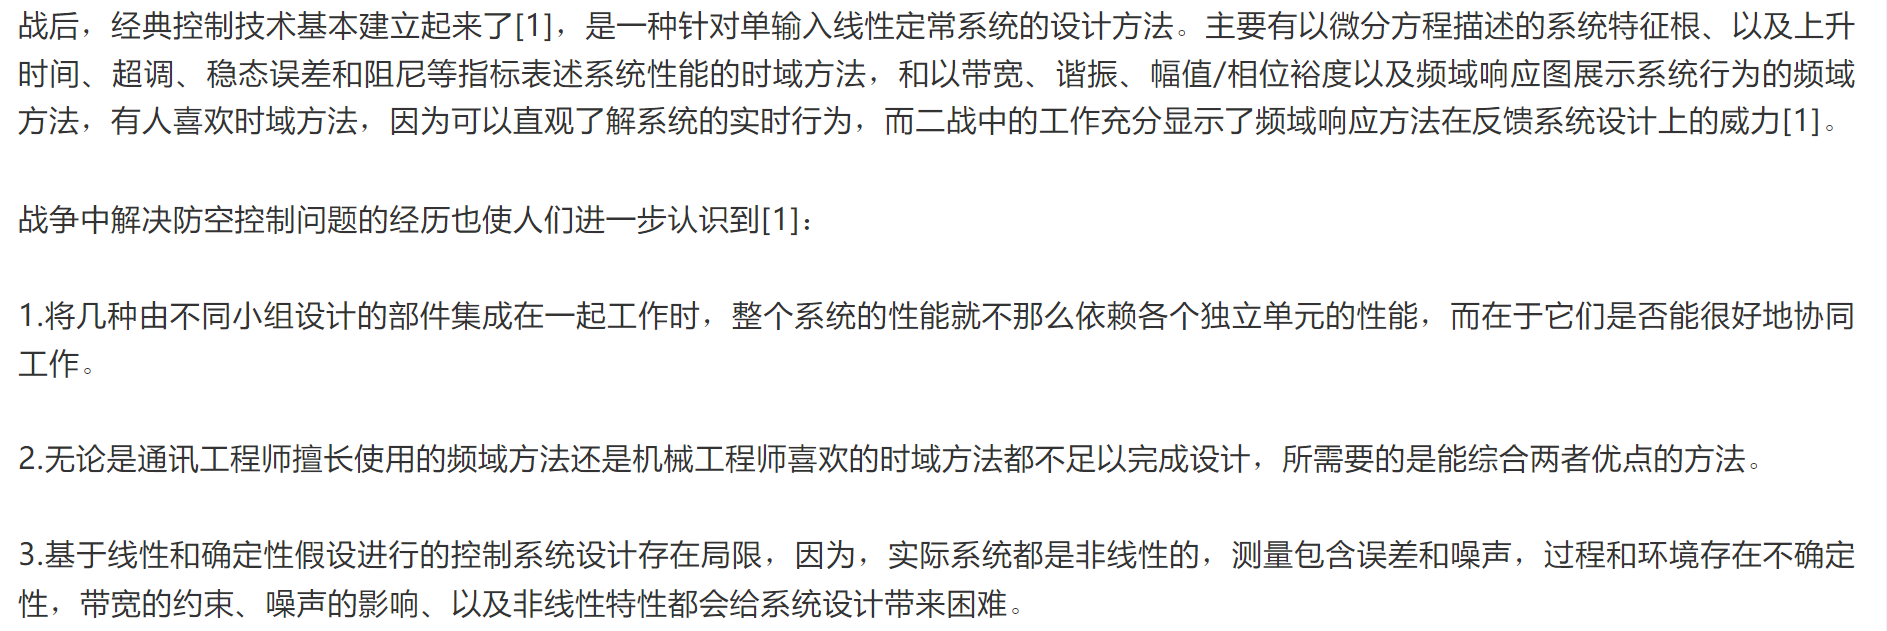 战后，经典控制技术基本建立起来了[1]，是一种针对单输入线性定常系统的设计方法。主要有以微分方程描述的系统特征根、以及上升
时间、超调、稳态误差和阻尼等指标表述系统性能的时域方法，和以带宽、谐振、幅值/相位裕度以及频域响应图展示系统行为的频域
方法，有人喜欢时域方法，因为可以直观了解系统的实时行为，而二战中的工作充分显示了频域响应方法在反馈系统设计上的威力[1]。
战争中解决防空控制问题的经历也使人们进一步认识到[1]：
1.将几种由不同小组设计的部件集成在一起工作时，整个系统的性能就不那么依赖各个独立单元的性能，而在于它们是否能很好地协同
工作。
2.无论是通讯工程师擅长使用的频域方法还是机械工程师喜欢的时域方法都不足以完成设计，所需要的是能综合两者优点的方法。
3.基于线性和确定性假设进行的控制系统设计存在局限，因为，实际系统都是非线性的，测量包含误差和噪声，过程和环境存在不确定
性，带宽的约束、噪声的影响、以及非线性特性都会给系统设计带来困难。